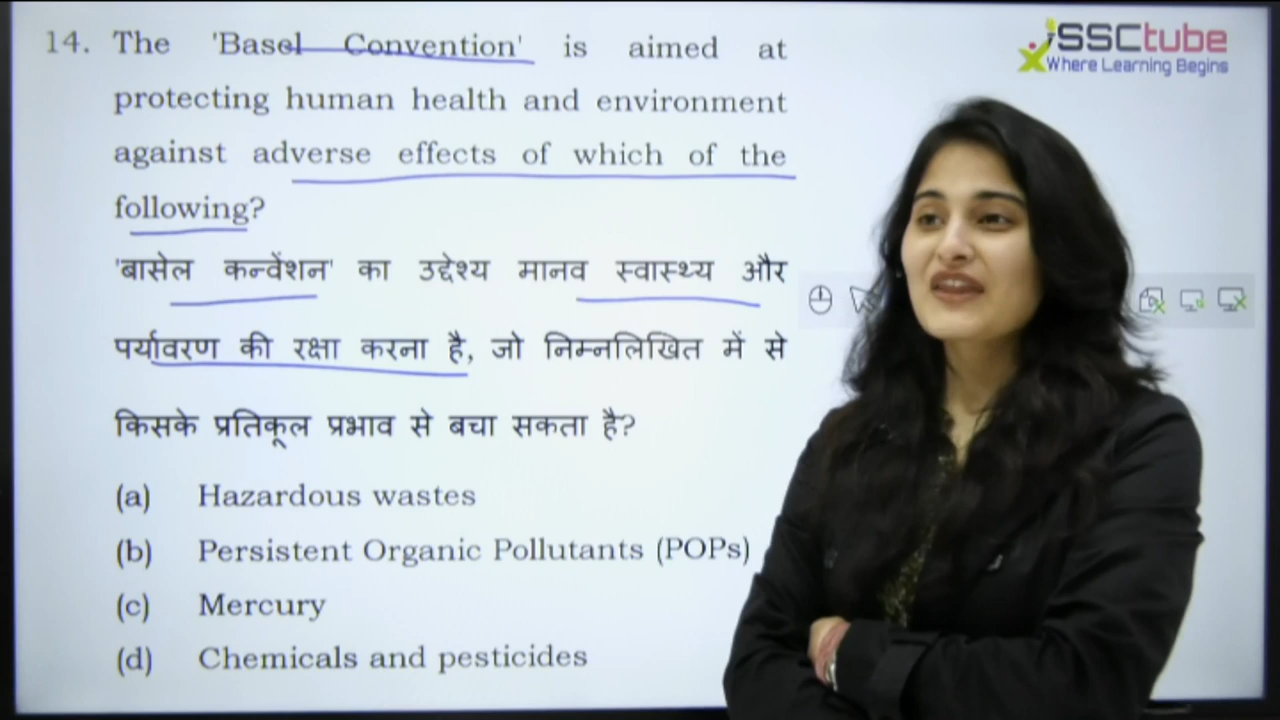 14. The 'Basel Convention' is aimed at
protecting human health and environment
against adverse effects of which of the
following?
'बासेल कन्वेंशन' का उद्देश्य मानव स्वास्थ्य और
पर्यावरण की रक्षा करना है, जो निम्नलिखित में से
किसके प्रतिकूल प्रभाव से बचा सकता है?
(a) Hazardous wastes
(b) Persistent Organic Pollutants (POPs)
(c) Mercury
(d) Chemicals and pesticides
SSCtube
Where Learning Begins